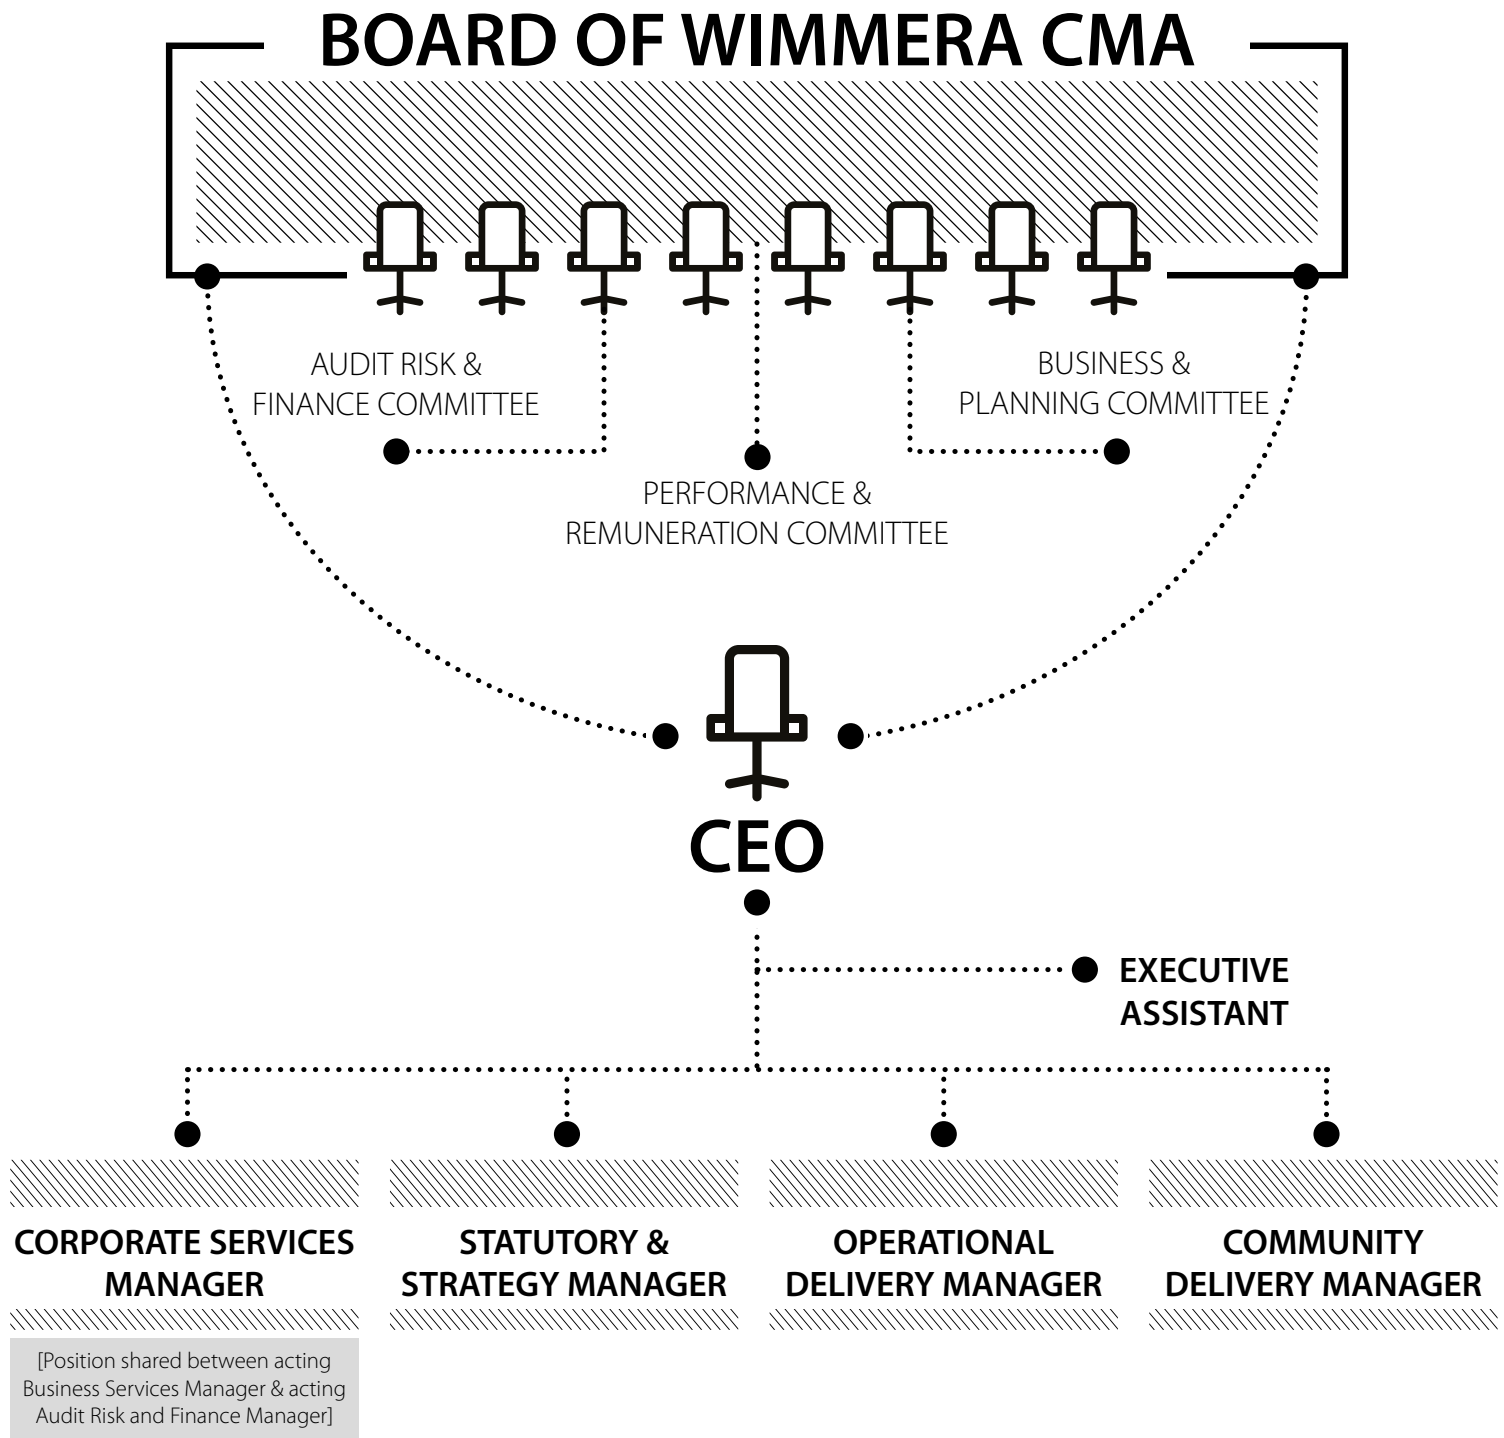 BOARD OF WIMMERA CMA
AUDIT RISK &
FINANCE COMMITTEE
BUSINESS &
PLANNING COMMITTEE
PERFORMANCE &
REMUNERATION COMMITTEE
CEO
EXECUTIVE
ASSISTANT
CORPORATE SERVICES
MANAGER
STATUTORY &
STRATEGY MANAGER
OPERATIONAL
DELIVERY MANAGER
COMMUNITY
DELIVERY MANAGER
[Position shared between acting
Business Services Manager & acting
Audit Risk and Finance Manager]